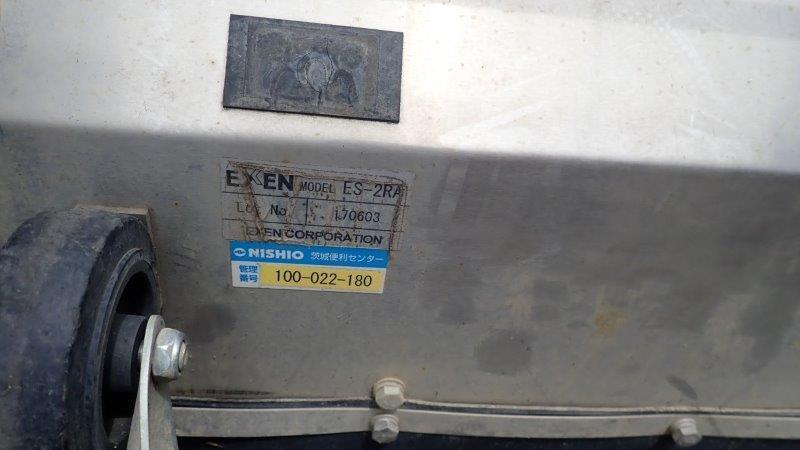 EXEN MODEL ES-2RA
Lot No. 170603
EXEN CORPORATION
NISHIO 茨城便利センター
管理
番号 100-022-180